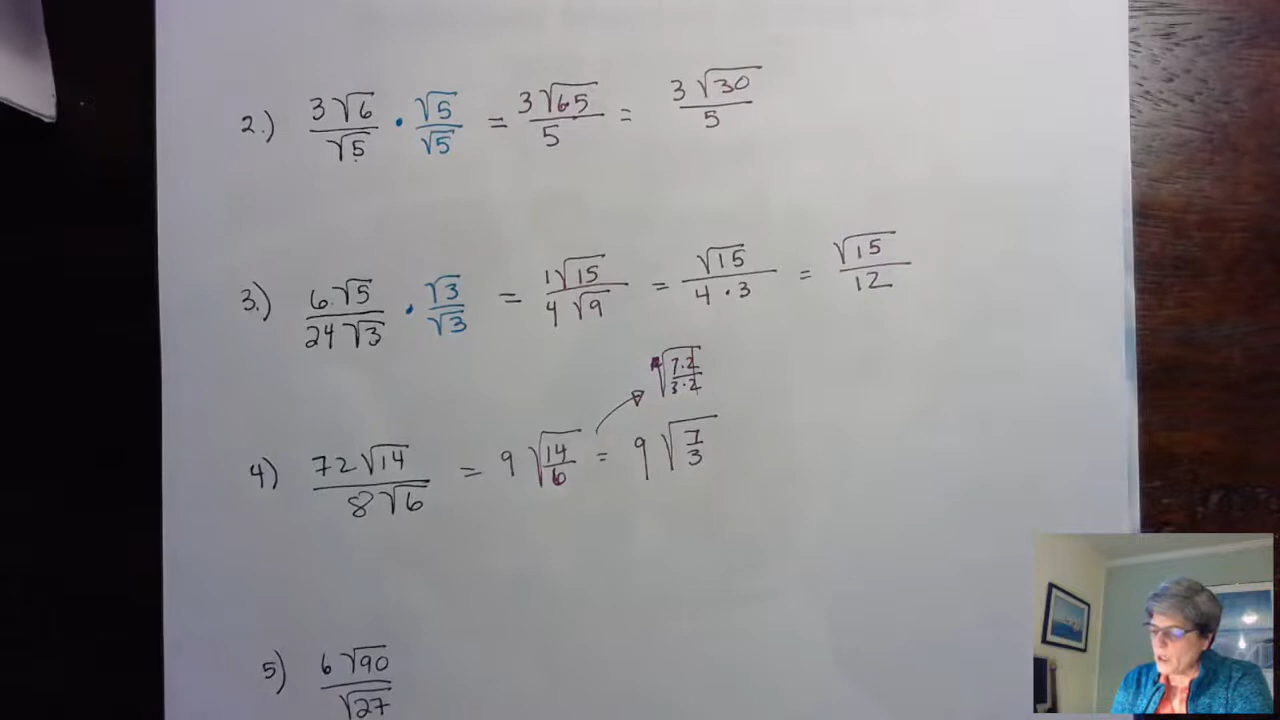 2.) 3√6/√5 · √5/√5 = 3√65/5 = 3√30/5
3.) 6√5/24√3 · √3/√3 = 1√15/4√9 = √15/4·3 = √15/12
√7·2/3·2
4) 72√14/8√6 = 9√14/6 = 9√7/3
5) 6√90/√27